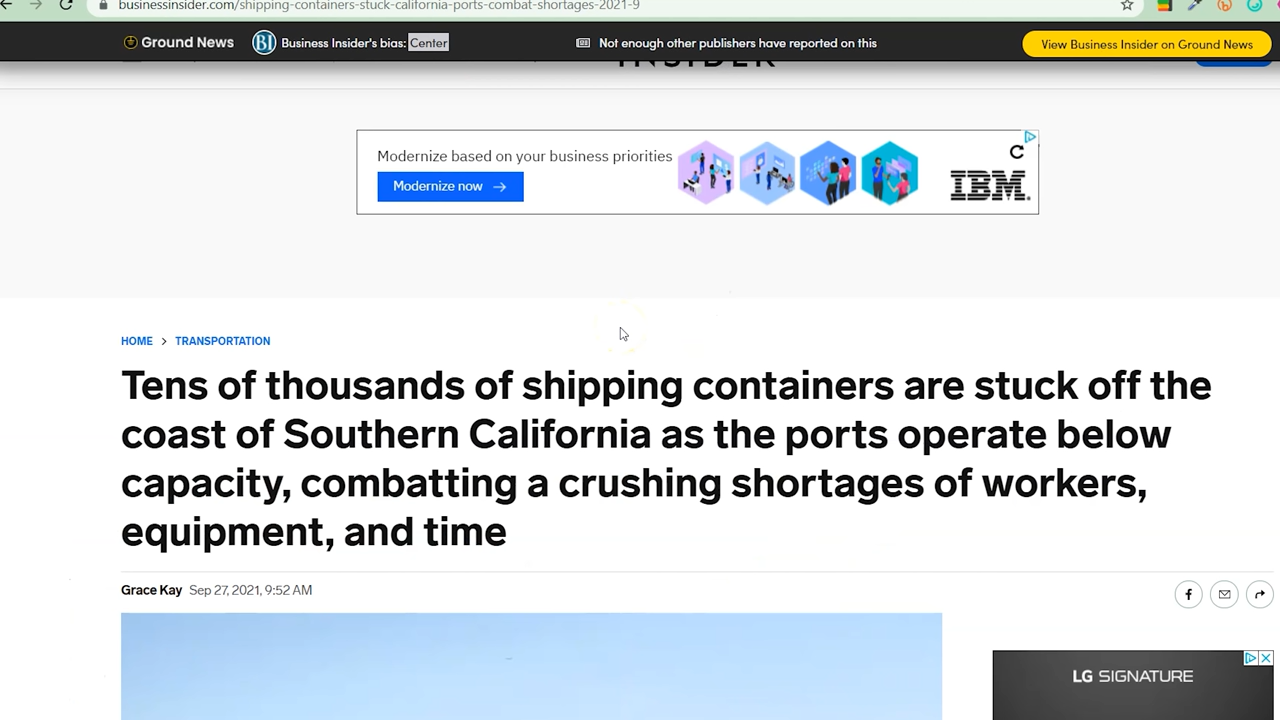 businessinsider.com/shipping-containers-stuck-california-ports-combat-shortages-2021-9
Ground News BI Business Insider's bias: Center Not enough other publishers have reported on this View Business Insider on Ground News
INSIDER
Modernize based on your business priorities
Modernize now →
IBM
HOME > TRANSPORTATION
Tens of thousands of shipping containers are stuck off the
coast of Southern California as the ports operate below
capacity, combatting a crushing shortages of workers,
equipment, and time
Grace Kay Sep 27, 2021, 9:52 AM
LG SIGNATURE